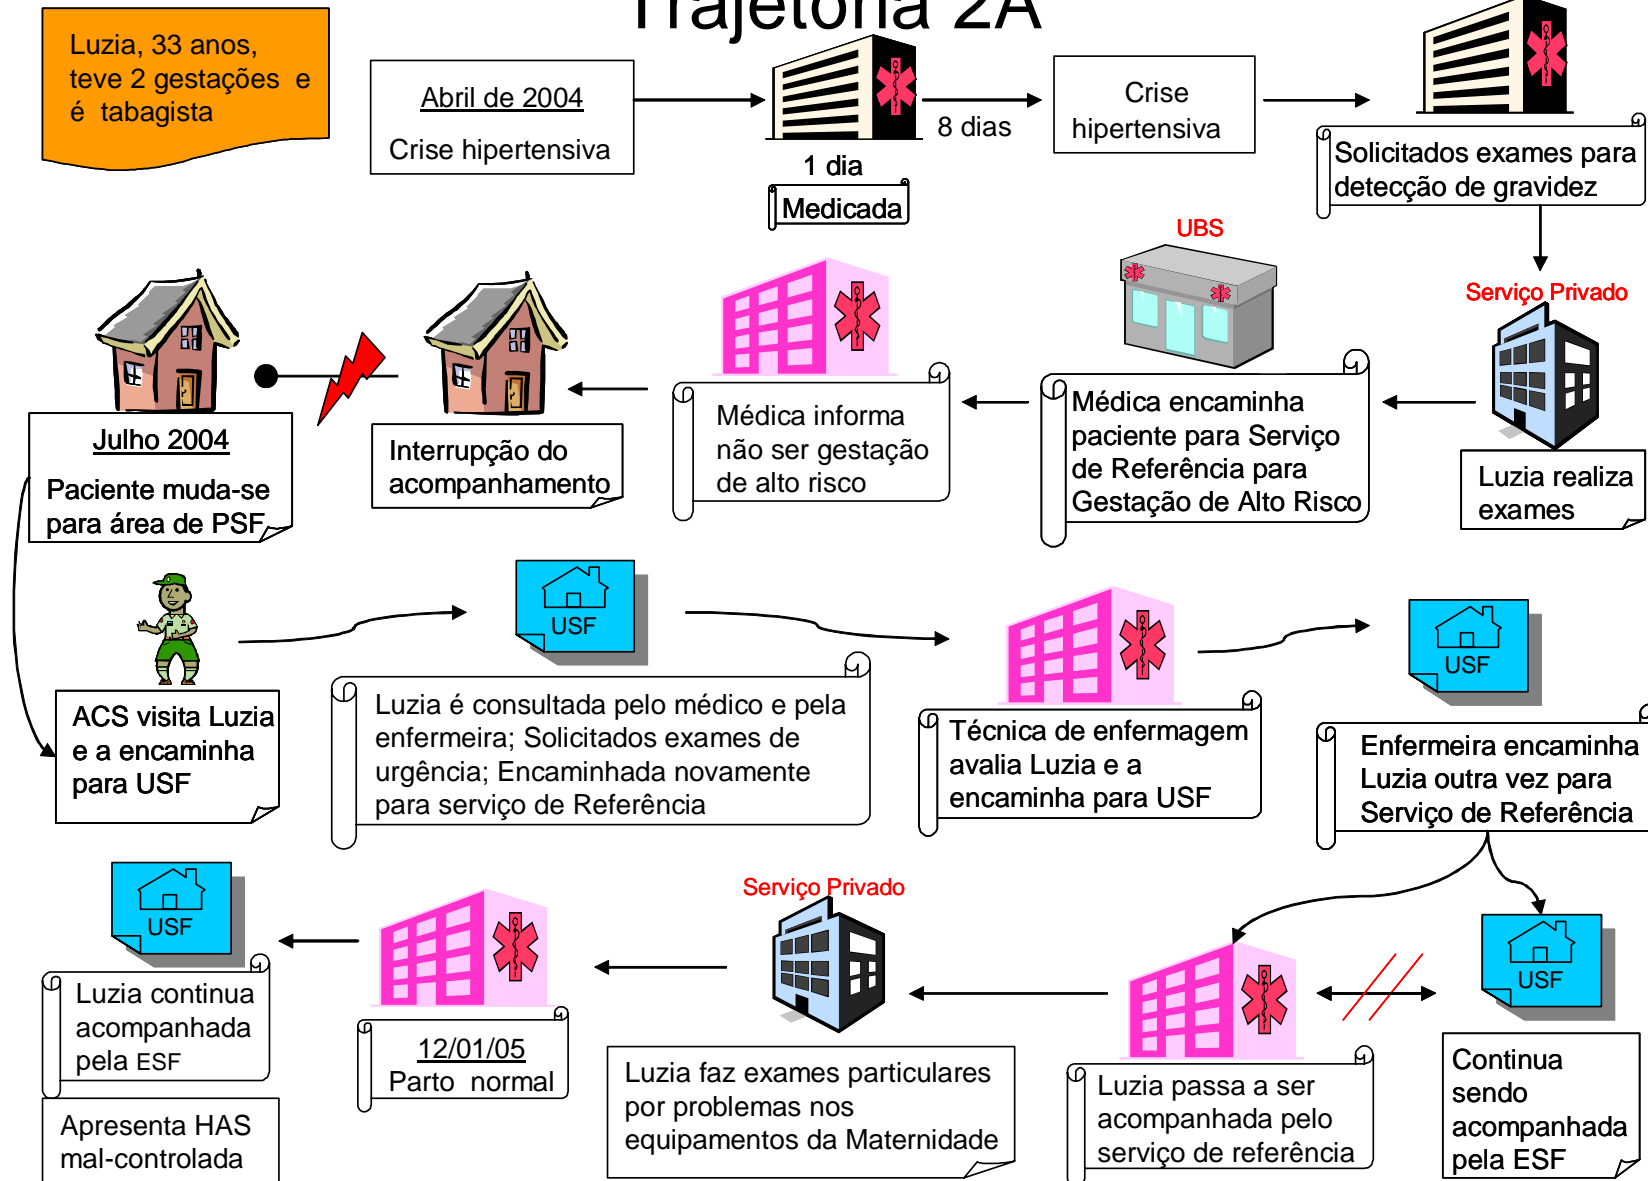 Trajetória 2A
Luzia, 33 anos,
teve 2 gestações e
é tabagista
Abril de 2004
Crise hipertensiva
1 dia
Medicada
8 dias
Crise
hipertensiva
Solicitados exames para
detecção de gravidez
Serviço Privado
Luzia realiza
exames
UBS
Médica encaminha
paciente para Serviço
de Referência para
Gestação de Alto Risco
Médica informa
não ser gestação
de alto risco
Interrupção do
acompanhamento
Julho 2004
Paciente muda-se
para área de PSF
ACS visita Luzia
e a encaminha
para USF
USF
Luzia é consultada pelo médico e pela
enfermeira; Solicitados exames de
urgência; Encaminhada novamente
para serviço de Referência
Técnica de enfermagem
avalia Luzia e a
encaminha para USF
USF
Enfermeira encaminha
Luzia outra vez para
Serviço de Referência
USF
Continua
sendo
acompanhada
pela ESF
Luzia passa a ser
acompanhada pelo
serviço de referência
Serviço Privado
Luzia faz exames particulares
por problemas nos
equipamentos da Maternidade
12/01/05
Parto normal
USF
Luzia continua
acompanhada
pela ESF
Apresenta HAS
mal-controlada